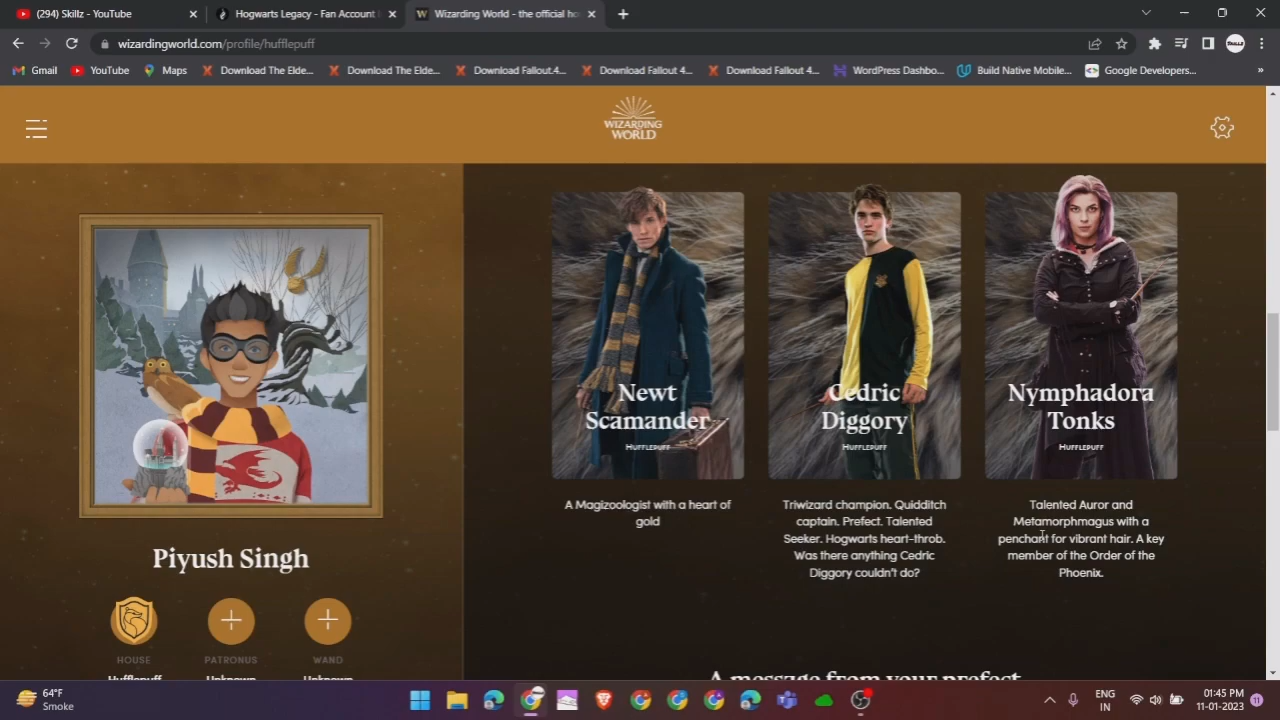 (294) Skillz - YouTube
Hogwarts Legacy - Fan Account
Wizarding World - the official ho
wizardingworld.com/profile/hufflepuff
Gmail
YouTube
Maps
Download The Elde...
Download The Elde...
Download Fallout.4...
Download Fallout 4...
Download Fallout 4...
WordPress Dashbo...
Build Native Mobile...
Google Developers...
»
WIZARDING
WORLD
Newt
Scamander
Hufflepuff
A Magizoologist with a heart of
gold
Cedric
Diggory
Hufflepuff
Triwizard champion. Quidditch
captain. Prefect. Talented
Seeker. Hogwarts heart-throb.
Was there anything Cedric
Diggory couldn't do?
Nymphadora
Tonks
Hufflepuff
Talented Auror and
Metamorphmagus with a
penchant for vibrant hair. A key
member of the Order of the
Phoenix.
Piyush Singh
HOUSE
Hufflepuff
PATRONUS
Unknown
WAND
Unknown
A message from your prefect
64°F
Smoke
ENG
IN
01:45 PM
11-01-2023
11